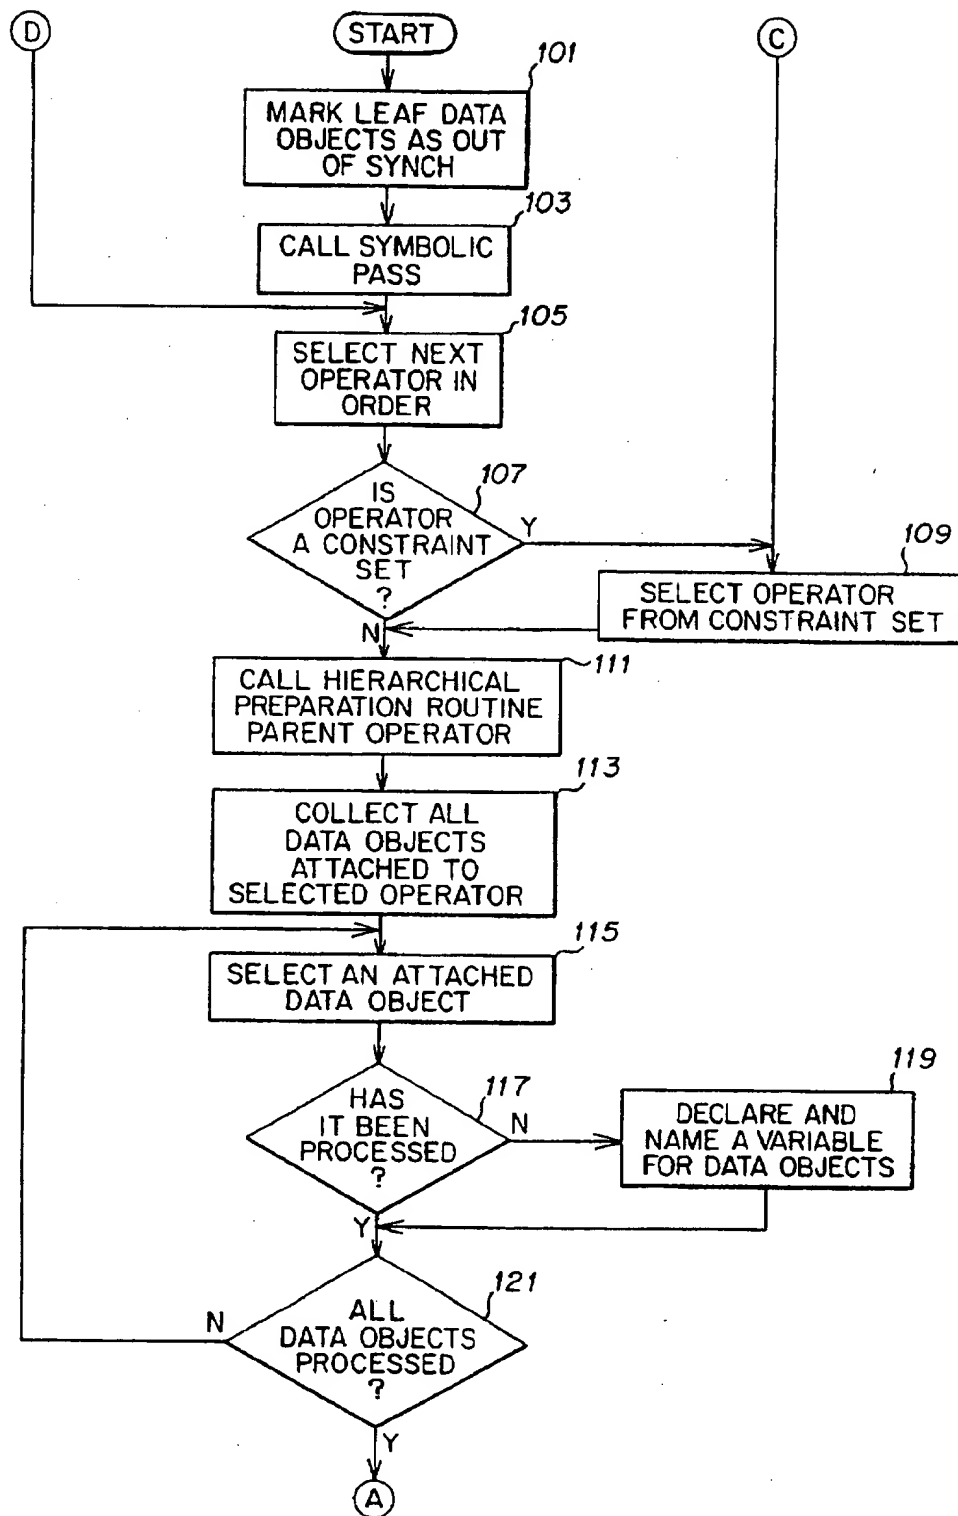 D
START
C
101
MARK LEAF DATA
OBJECTS AS OUT
OF SYNCH
103
CALL SYMBOLIC
PASS
105
SELECT NEXT
OPERATOR IN
ORDER
107
IS
OPERATOR
A CONSTRAINT
SET
?
Y
N
109
SELECT OPERATOR
FROM CONSTRAINT SET
111
CALL HIERARCHICAL
PREPARATION ROUTINE
PARENT OPERATOR
113
COLLECT ALL
DATA OBJECTS
ATTACHED TO
SELECTED OPERATOR
115
SELECT AN ATTACHED
DATA OBJECT
117
HAS
IT BEEN
PROCESSED
?
N
Y
119
DECLARE AND
NAME A VARIABLE
FOR DATA OBJECTS
121
ALL
DATA OBJECTS
PROCESSED
?
N
Y
A